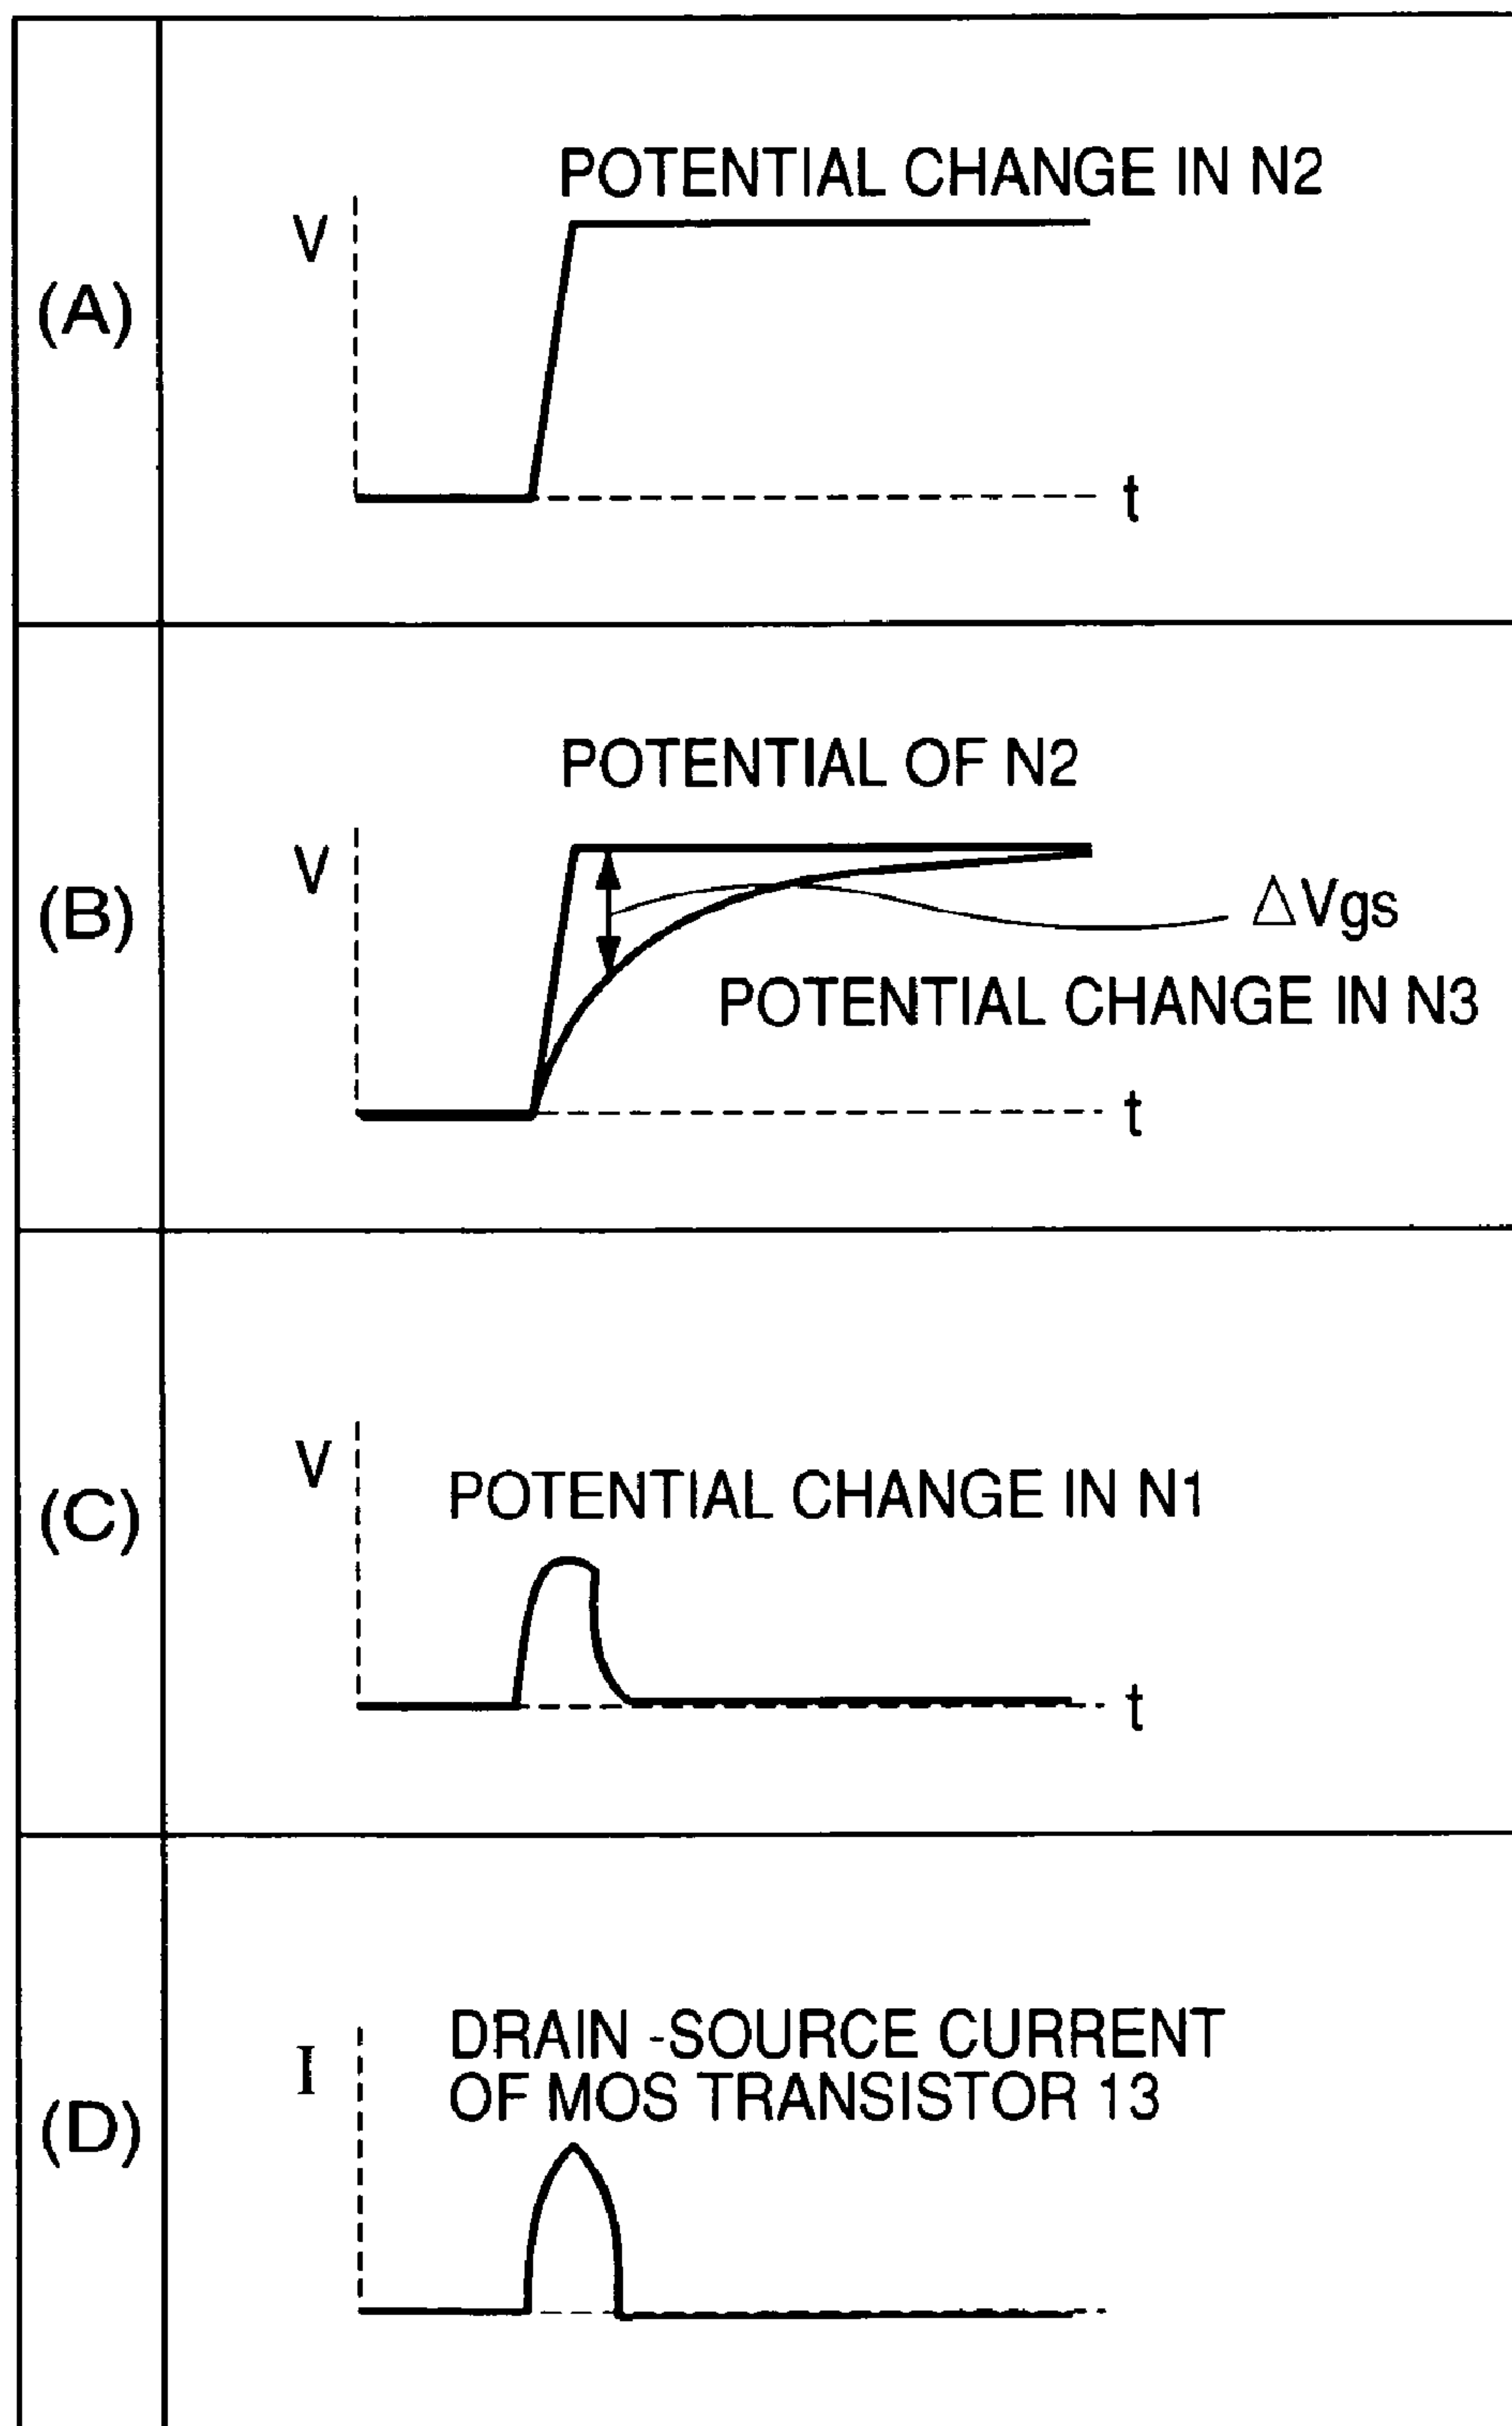 (A)
POTENTIAL CHANGE IN N2
V
t
(B)
POTENTIAL OF N2
V
ΔVgs
POTENTIAL CHANGE IN N3
t
(C)
V
POTENTIAL CHANGE IN N1
t
(D)
I
DRAIN -SOURCE CURRENT
OF MOS TRANSISTOR 13